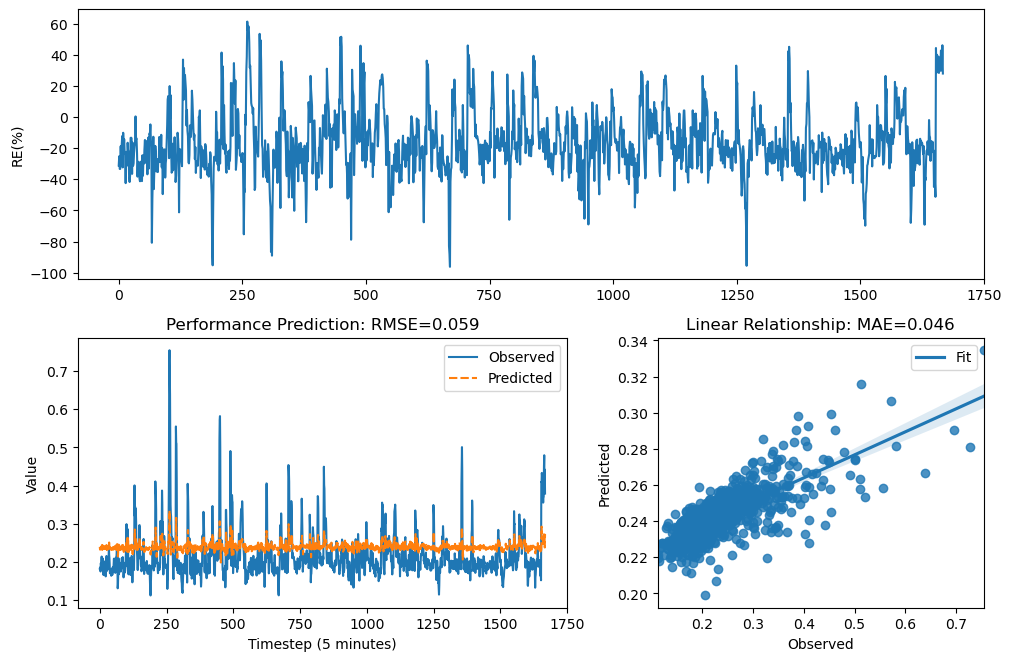 RE(%)
60
40
20
0
−20
−40
−60
−80
−100
0 250 500 750 1000 1250 1500 1750
Performance Prediction: RMSE=0.059
Observed
Predicted
Value
0.7
0.6
0.5
0.4
0.3
0.2
0.1
0 250 500 750 1000 1250 1500 1750
Timestep (5 minutes)
Linear Relationship: MAE=0.046
Fit
Predicted
0.34
0.32
0.30
0.28
0.26
0.24
0.22
0.20
0.2 0.3 0.4 0.5 0.6 0.7
Observed